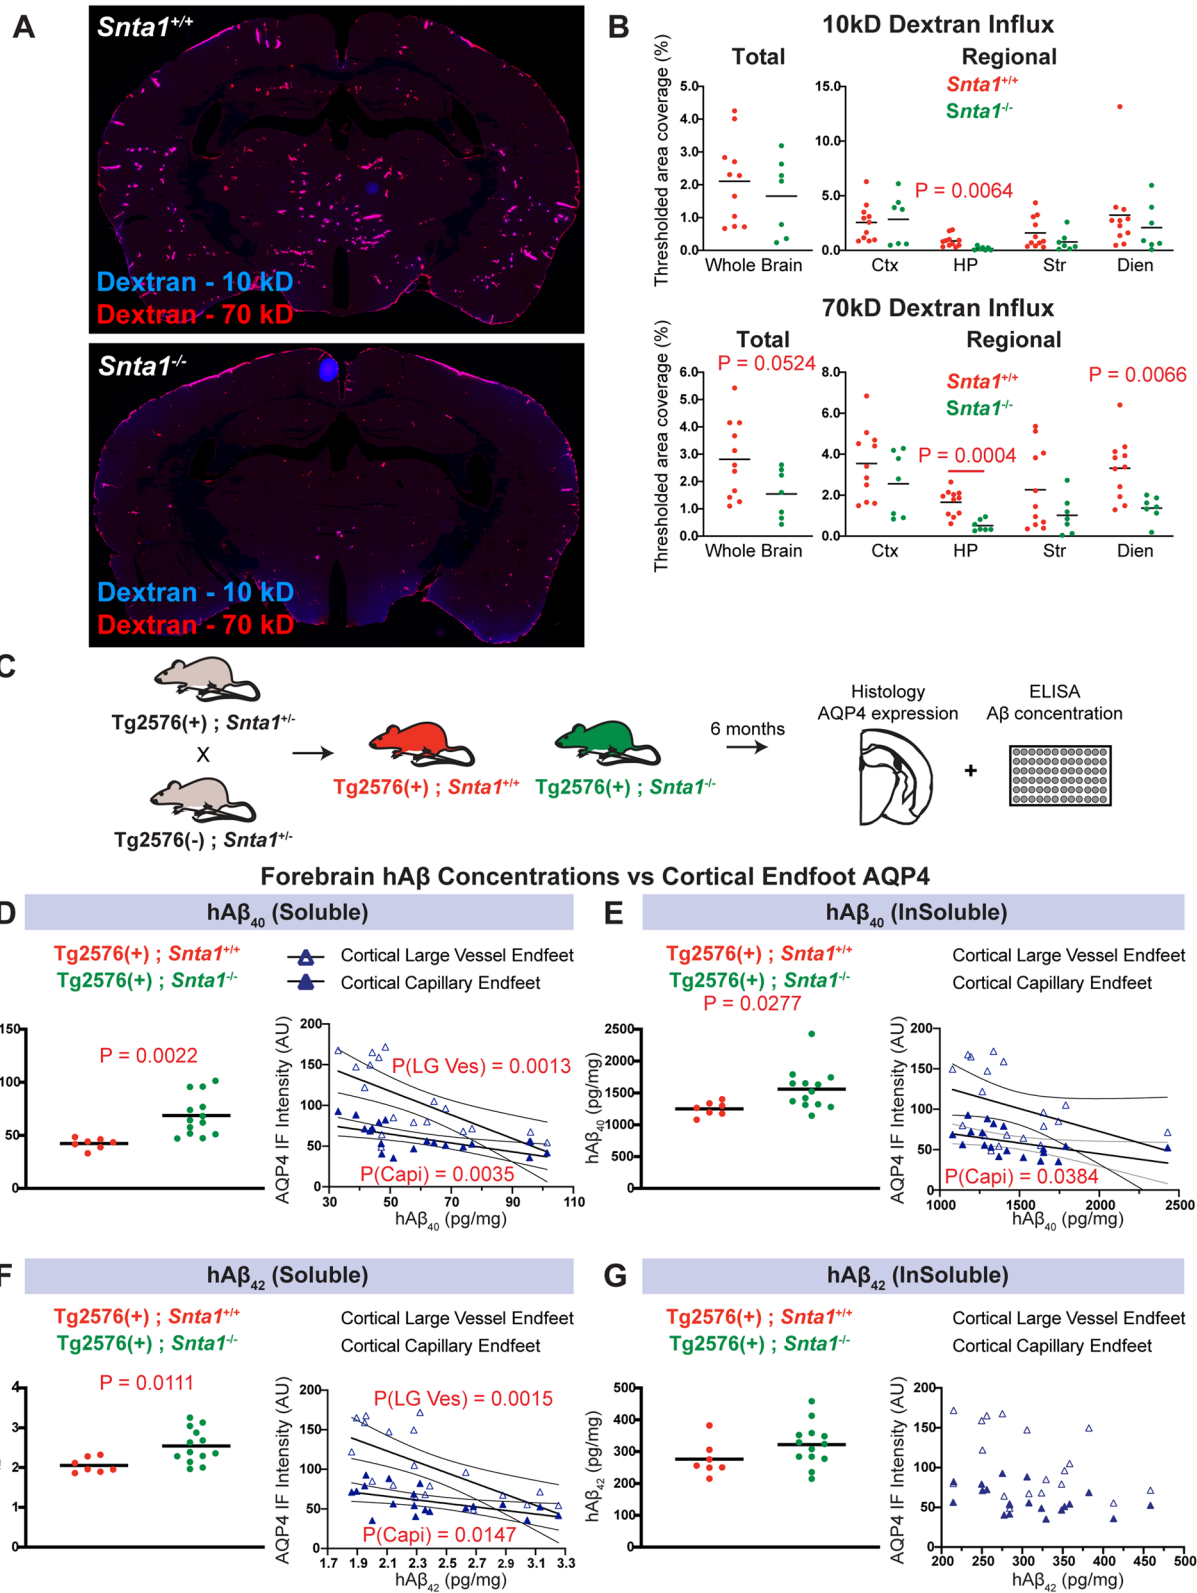 A
Snta1+/+
Dextran - 10 kD
Dextran - 70 kD
Snta1-/-
Dextran - 10 kD
Dextran - 70 kD
B
10kD Dextran Influx
Total
Regional
Snta1+/+
Snta1-/-
Thresholded area coverage (%)
5.0
4.0
3.0
2.0
1.0
0.0
Whole Brain
15.0
10.0
5.0
0.0
P = 0.0064
Ctx
HP
Str
Dien
70kD Dextran Influx
Total
Regional
P = 0.0524
Snta1+/+
Snta1-/-
P = 0.0066
P = 0.0004
Thresholded area coverage (%)
6.0
5.0
4.0
3.0
2.0
1.0
0.0
Whole Brain
8.0
6.0
4.0
2.0
0.0
Ctx
HP
Str
Dien
C
Tg2576(+) ; Snta1+/-
X
Tg2576(-) ; Snta1+/-
Tg2576(+) ; Snta1+/+
Tg2576(+) ; Snta1-/-
6 months
Histology
AQP4 expression
+
ELISA
Aβ concentration
Forebrain hAβ Concentrations vs Cortical Endfoot AQP4
D
hAβ40 (Soluble)
Tg2576(+) ; Snta1+/+
Tg2576(+) ; Snta1-/-
Cortical Large Vessel Endfeet
Cortical Capillary Endfeet
150
100
50
0
P = 0.0022
AQP4 IF Intensity (AU)
200
150
100
50
0
P(LG Ves) = 0.0013
P(Capi) = 0.0035
30
50
70
90
110
hAβ40 (pg/mg)
E
hAβ40 (InSoluble)
Tg2576(+) ; Snta1+/+
Tg2576(+) ; Snta1-/-
P = 0.0277
Cortical Large Vessel Endfeet
Cortical Capillary Endfeet
hAβ40 (pg/mg)
2500
2000
1500
1000
500
0
AQP4 IF Intensity (AU)
200
150
100
50
0
P(Capi) = 0.0384
1000
1500
2000
2500
hAβ40 (pg/mg)
F
hAβ42 (Soluble)
Tg2576(+) ; Snta1+/+
Tg2576(+) ; Snta1-/-
Cortical Large Vessel Endfeet
Cortical Capillary Endfeet
P = 0.0111
4
3
2
1
0
AQP4 IF Intensity (AU)
200
150
100
50
0
P(LG Ves) = 0.0015
P(Capi) = 0.0147
1.7
1.9
2.1
2.3
2.5
2.7
2.9
3.1
3.3
hAβ42 (pg/mg)
G
hAβ42 (InSoluble)
Tg2576(+) ; Snta1+/+
Tg2576(+) ; Snta1-/-
Cortical Large Vessel Endfeet
Cortical Capillary Endfeet
hAβ42 (pg/mg)
500
400
300
200
100
0
AQP4 IF Intensity (AU)
200
150
100
50
0
200
250
300
350
400
450
500
hAβ42 (pg/mg)